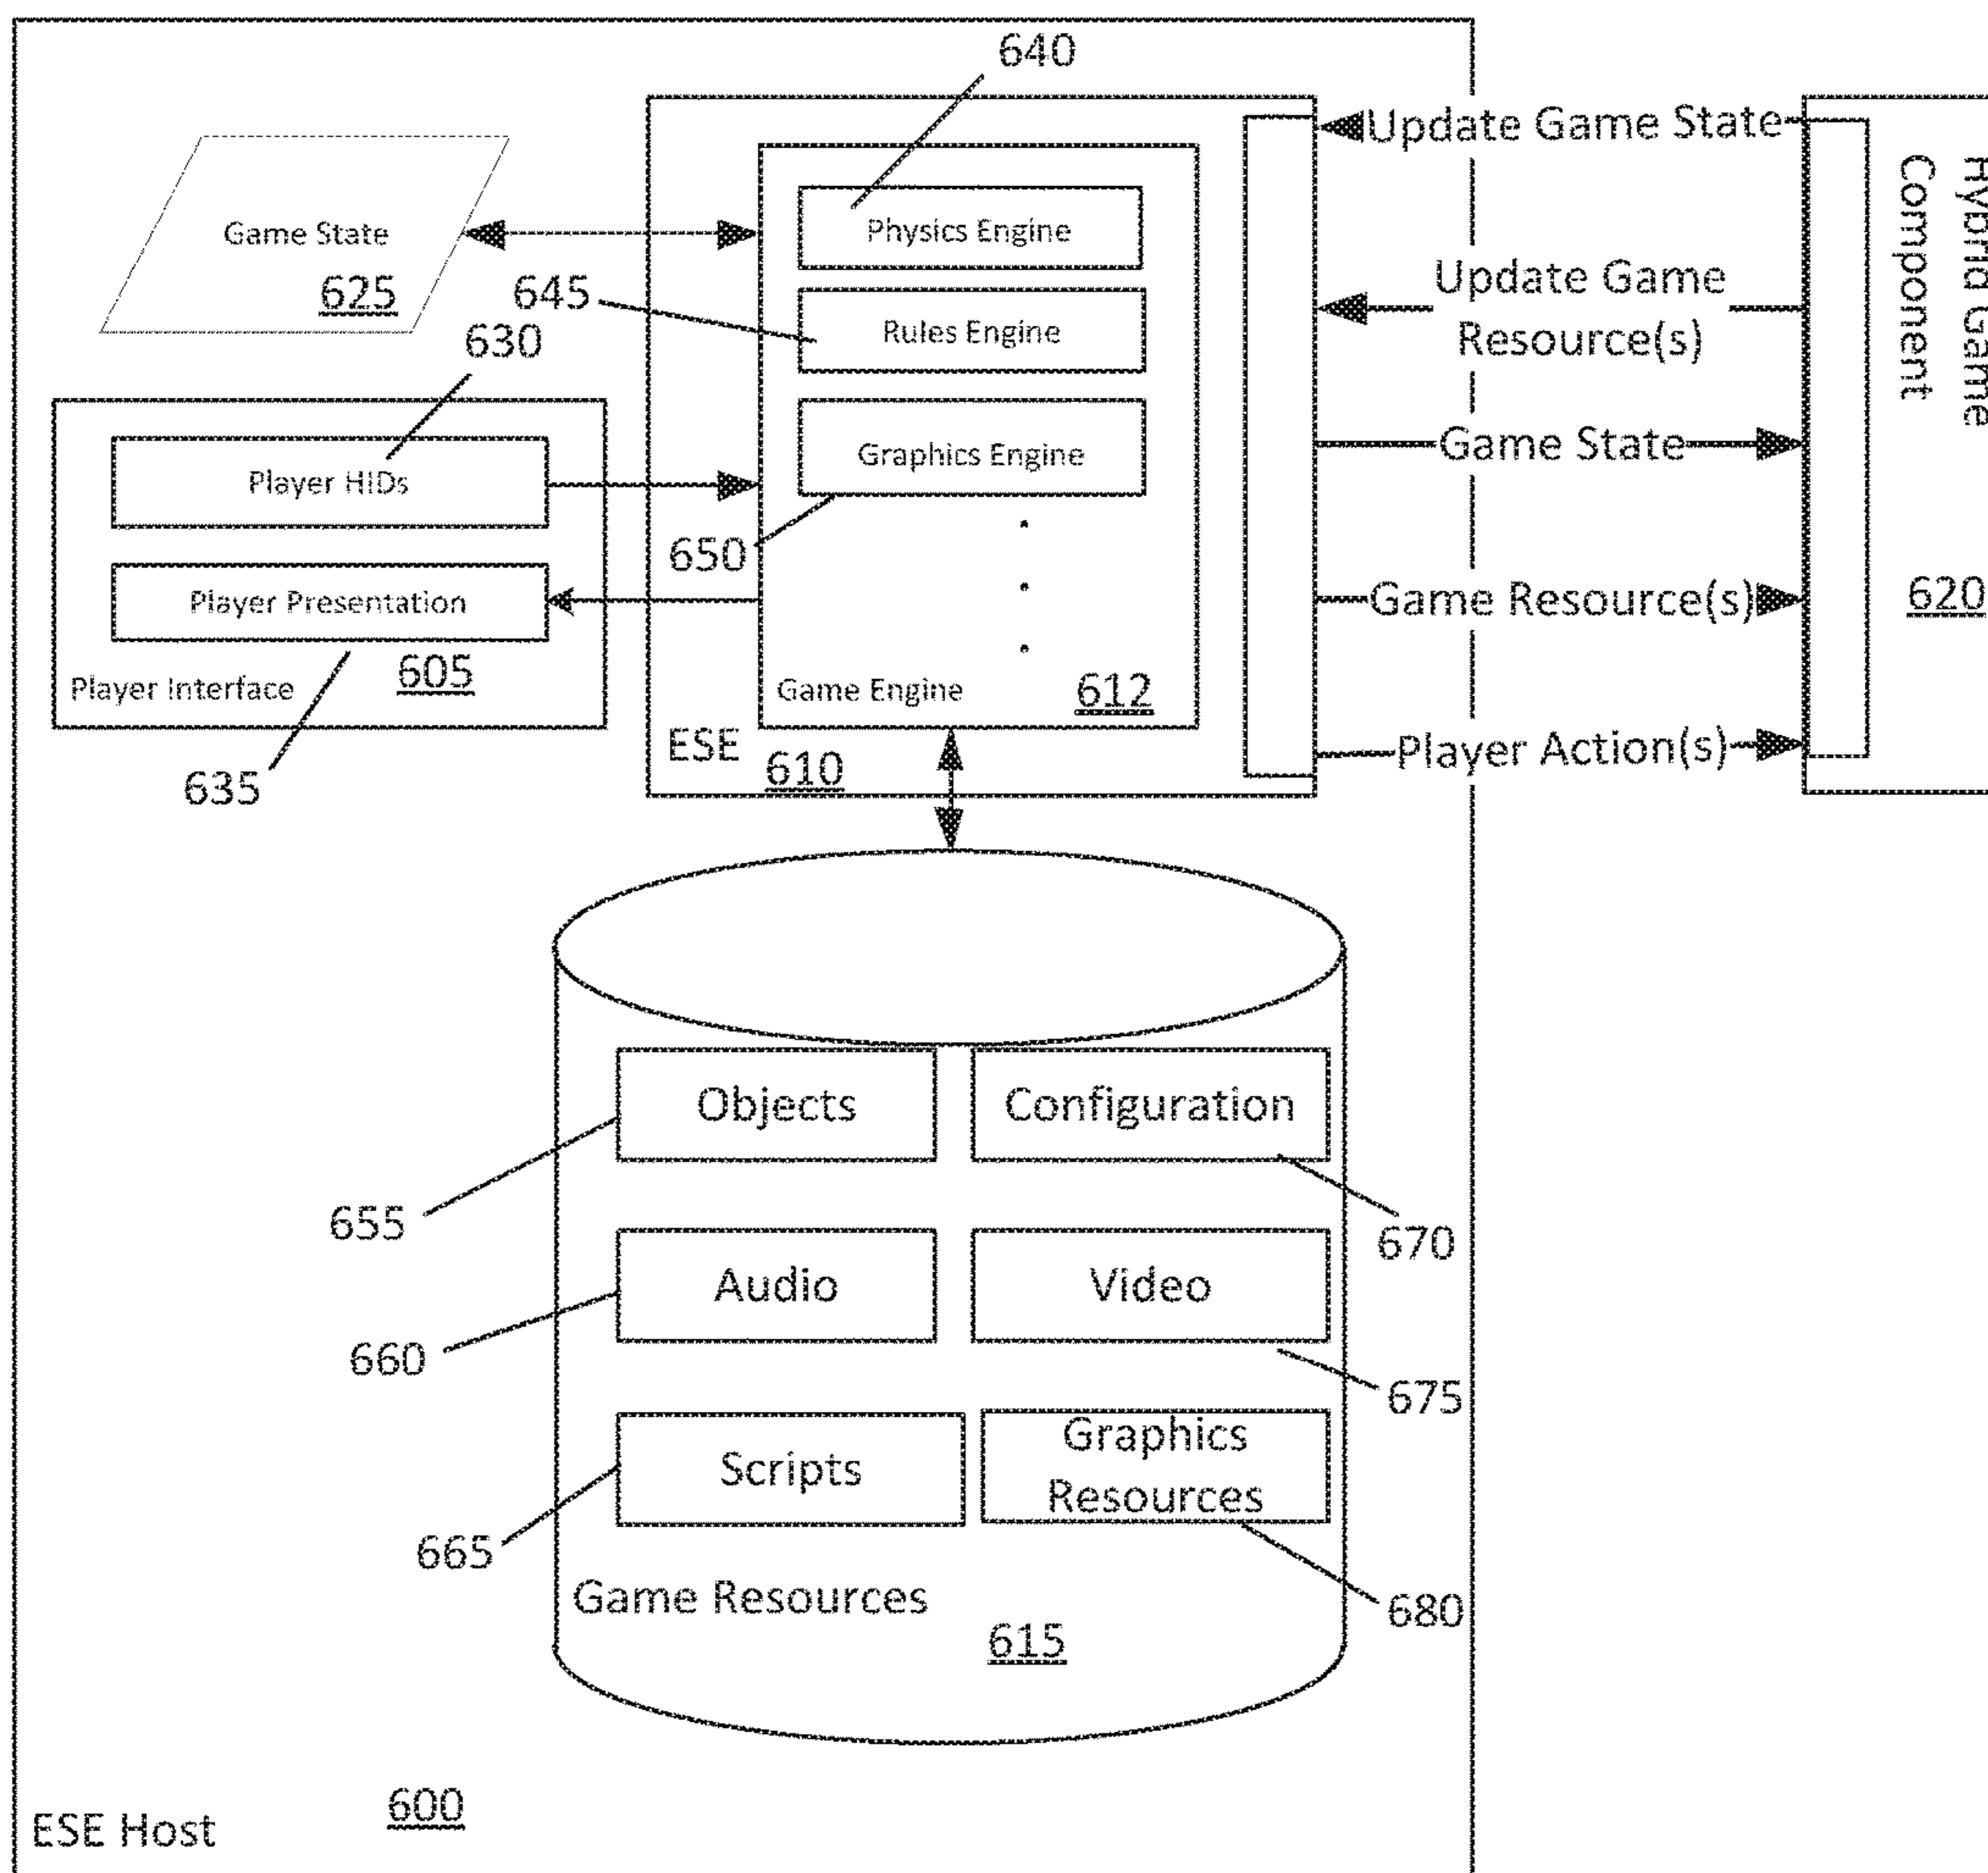 640
Update Game State
Hybrid Game
Component
Physics Engine
Game State
625
645
Update Game
Resource(s)
Rules Engine
630
Game State
Graphics Engine
Player HIDs
650
Game Resource(s)
620
Player Presentation
605
Player Interface
Game Engine
612
ESE
610
Player Action(s)
635
Objects
Configuration
655
670
Audio
Video
660
675
Scripts
Graphics
Resources
665
Game Resources
680
615
600
ESE Host